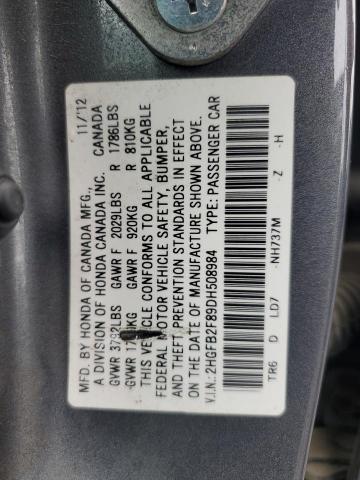 MFD. BY HONDA OF CANADA MFG., 11/12
A DIVISION OF HONDA CANADA INC. CANADA
GVWR 3792LBS GAWR F 2029LBS R 1786LBS
GVWR GAWR F 920KG R 810KG
THIS VEHICLE CONFORMS TO ALL APPLICABLE
FEDERAL MOTOR VEHICLE SAFETY, BUMPER,
AND THEFT PREVENTION STANDARDS IN EFFECT
ON THE DATE OF MANUFACTURE SHOWN ABOVE.
V.I.N.: 2HGFB2F89DH508984 TYPE: PASSENGER CAR
TR6 D LD7 NH737M Z H